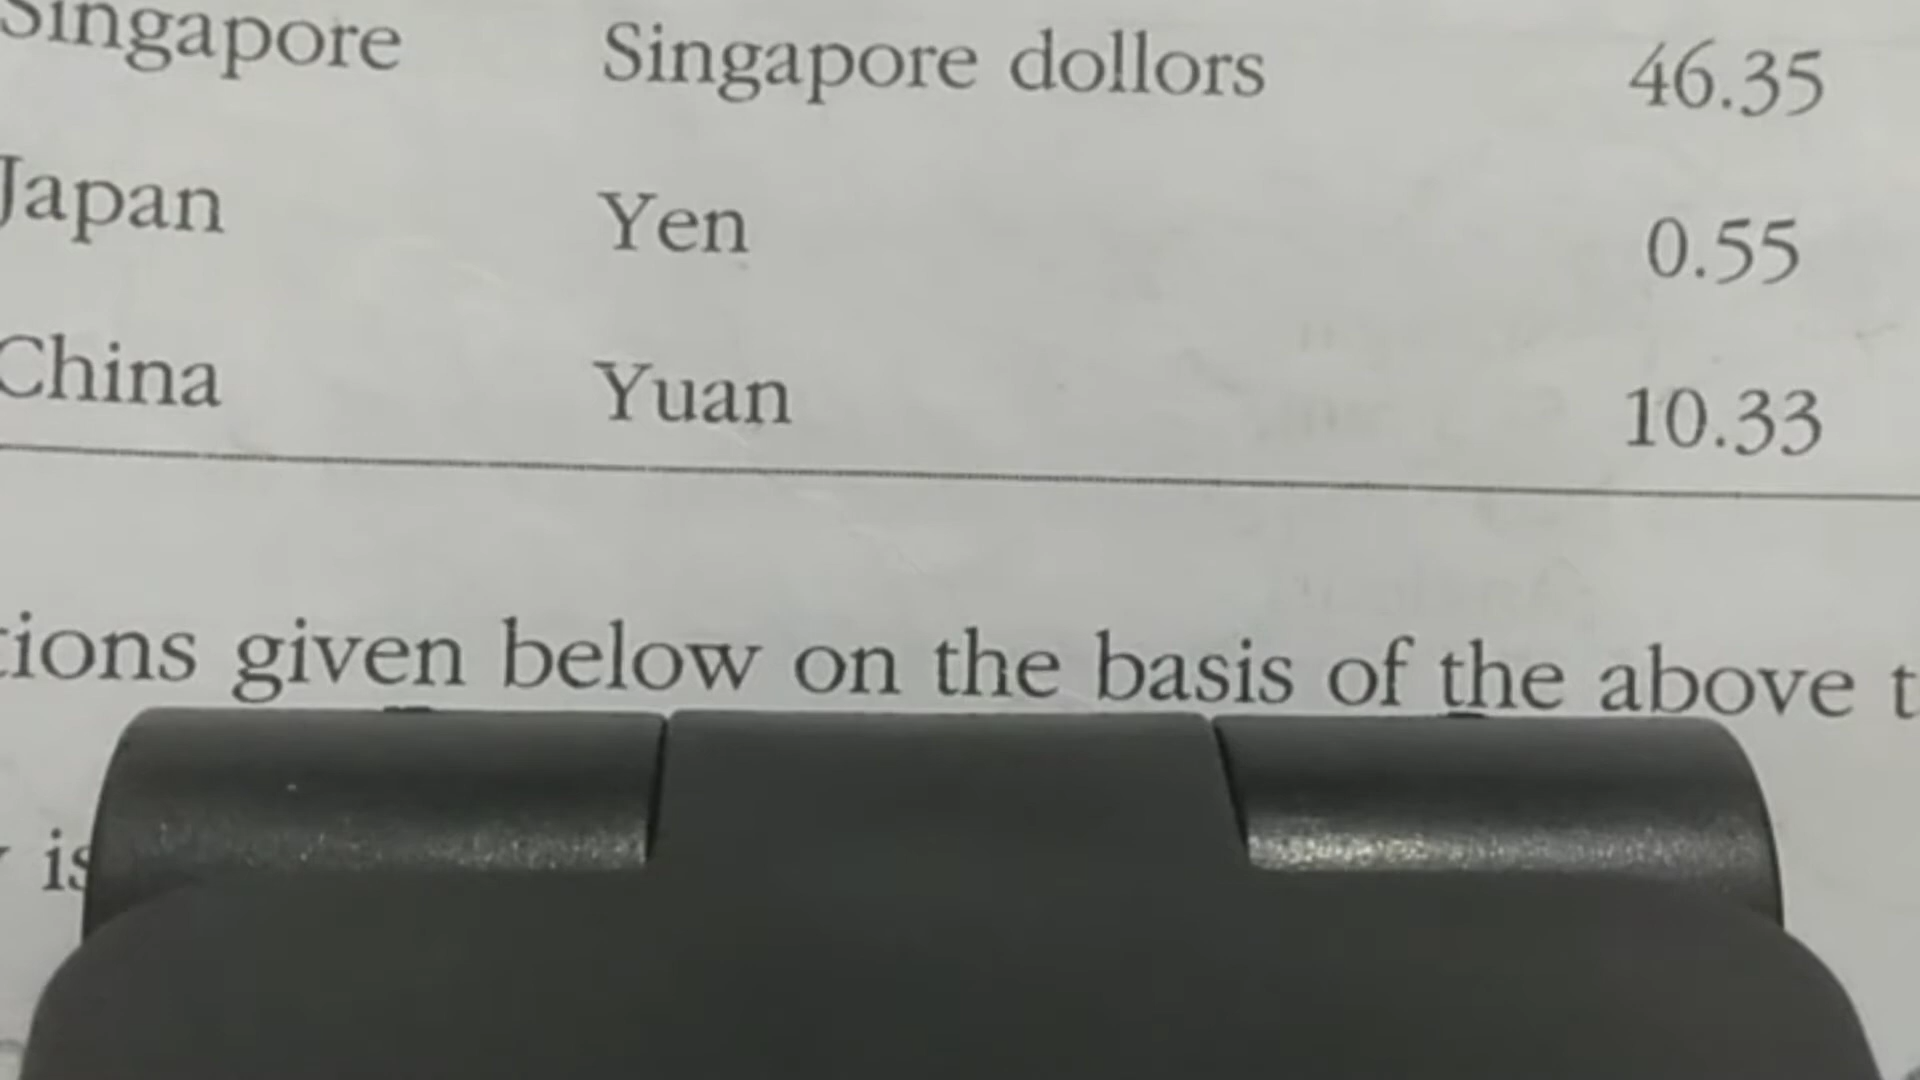 Singapore Singapore dollors 46.35
Japan Yen 0.55
China Yuan 10.33
given below on the basis of the above
is